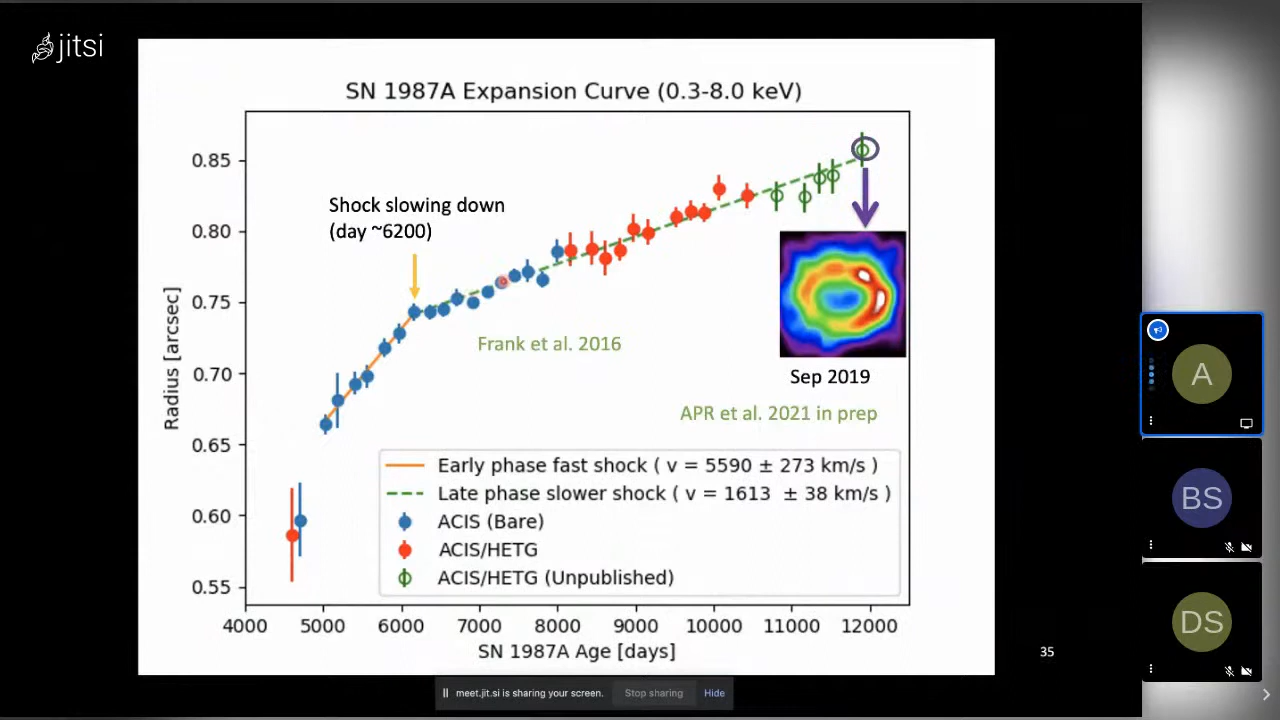 jitsi
SN 1987A Expansion Curve (0.3-8.0 keV)
0.85
0.80
0.75
0.70
0.65
0.60
0.55
Radius [arcsec]
Shock slowing down
(day ~6200)
Frank et al. 2016
Sep 2019
APR et al. 2021 in prep
Early phase fast shock ( v = 5590 ± 273 km/s )
Late phase slower shock ( v = 1613 ± 38 km/s )
ACIS (Bare)
ACIS/HETG
ACIS/HETG (Unpublished)
4000 5000 6000 7000 8000 9000 10000 11000 12000
SN 1987A Age [days]
35
meet.jit.si is sharing your screen. Stop sharing Hide
A
BS
DS